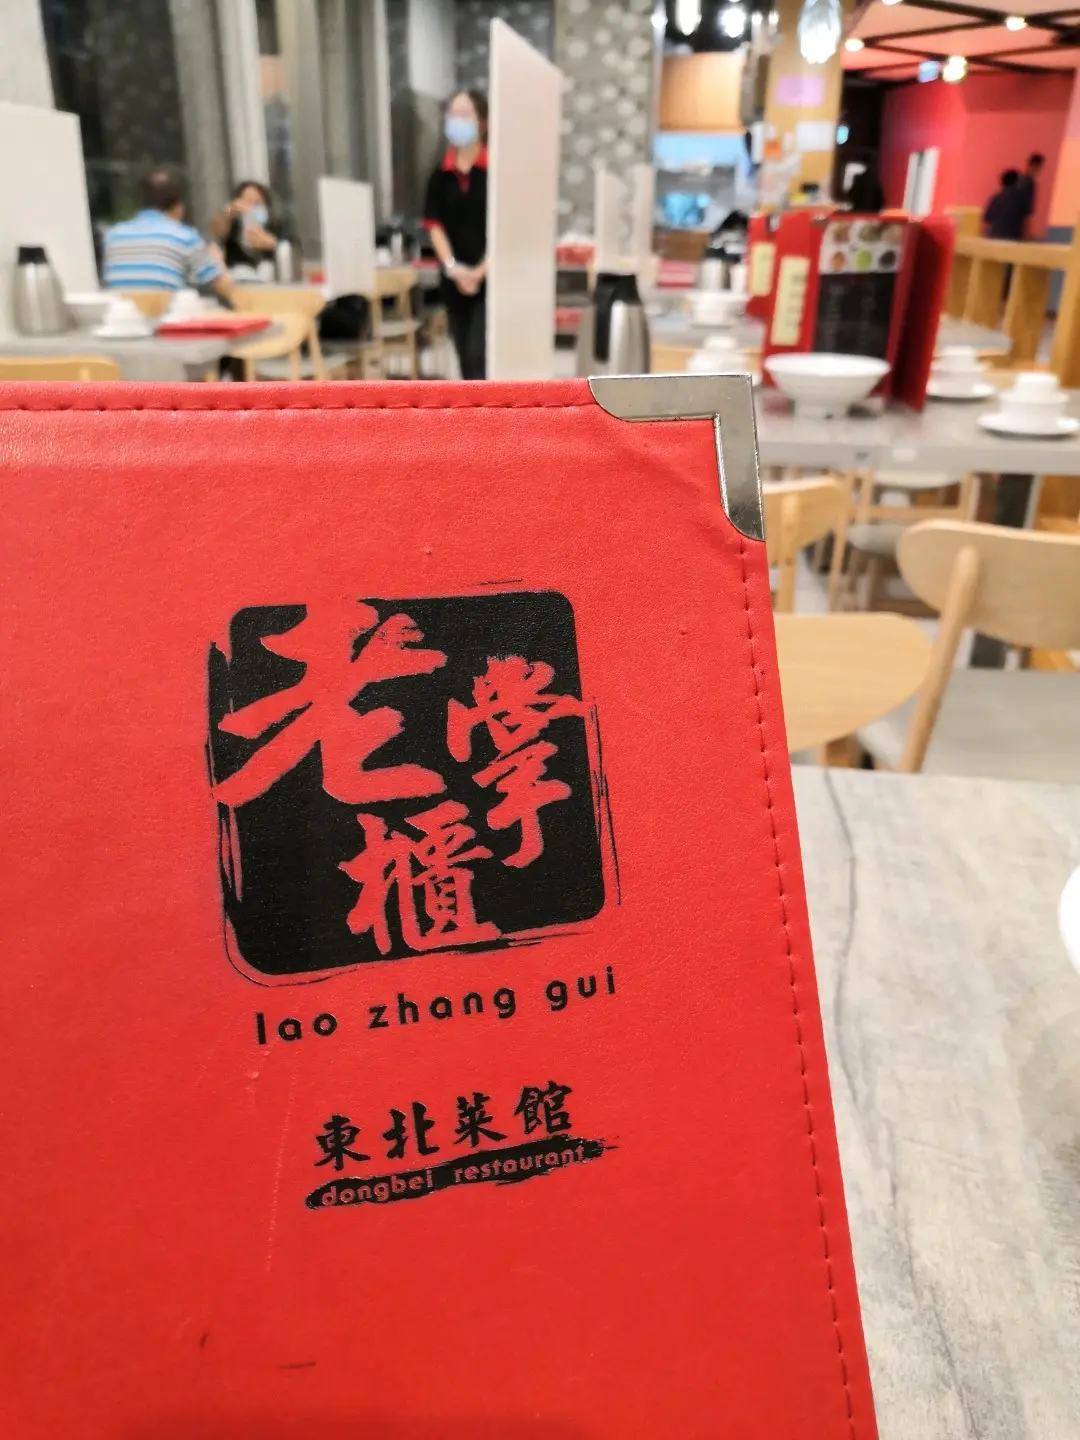 老掌櫃
lao zhang gui
東北菜館
dongbei restaurant